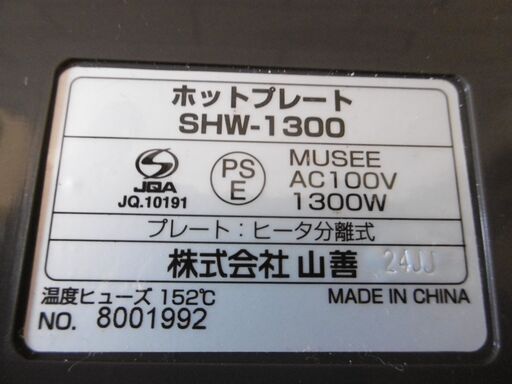 ホットプレート
SHW-1300
JQA
JQ.10191
PS
E
MUSEE
AC100V
1300W
プレート：ヒータ分離式
株式会社 山善 24JJ
温度ヒューズ 152℃
MADE IN CHINA
NO. 8001992